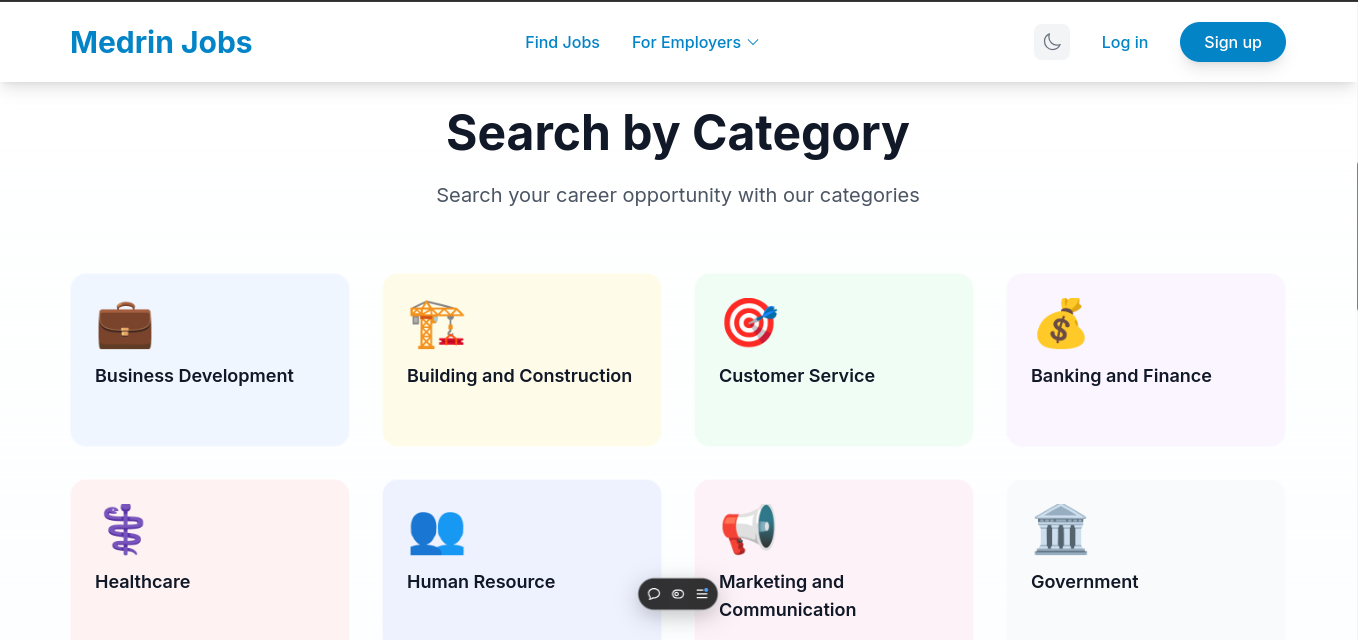 Medrin Jobs
Find Jobs
For Employers
Log in
Sign up
Search by Category
Search your career opportunity with our categories
Business Development
Building and Construction
Customer Service
Banking and Finance
Healthcare
Human Resource
Marketing and
Communication
Government